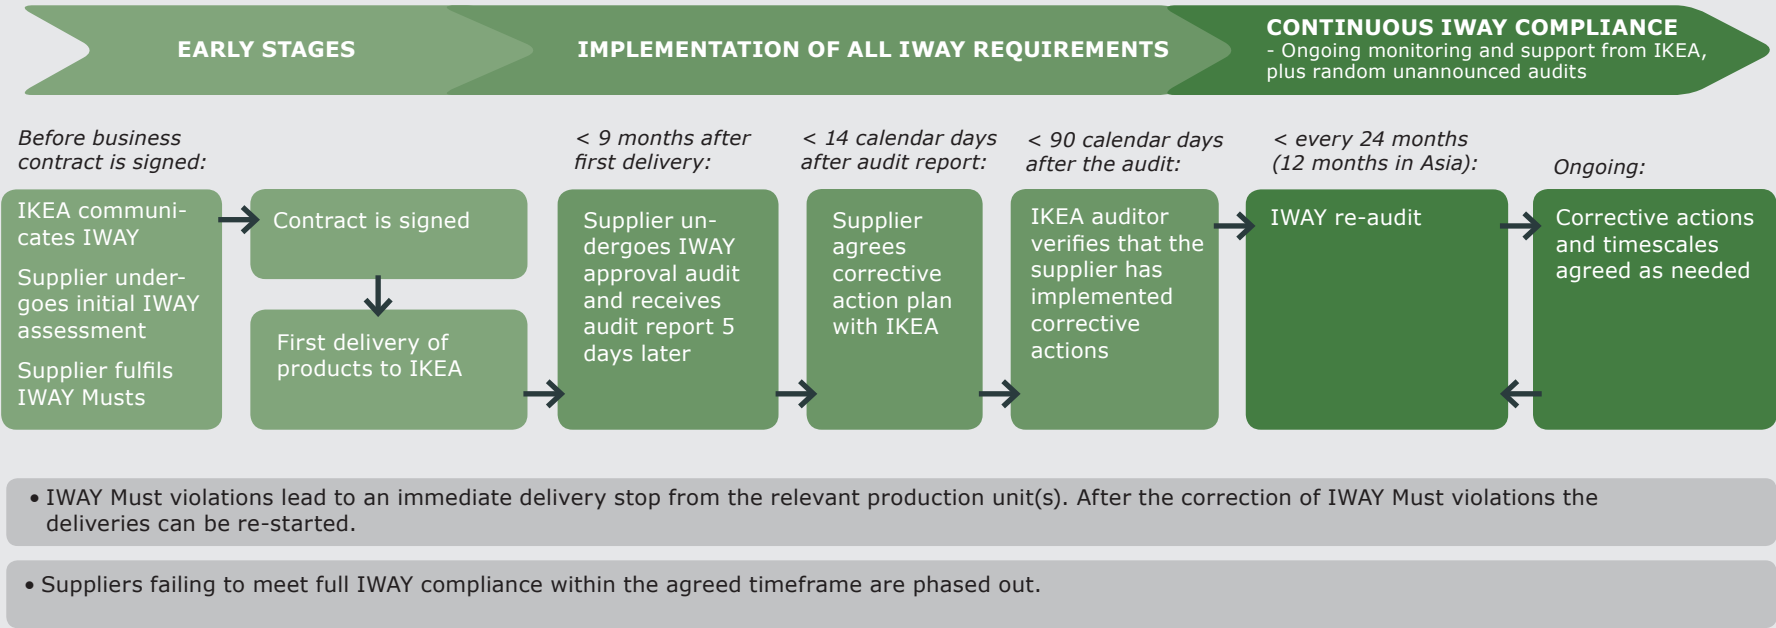 EARLY STAGES
IMPLEMENTATION OF ALL IWAY REQUIREMENTS
CONTINUOUS IWAY COMPLIANCE
- Ongoing monitoring and support from IKEA,
plus random unannounced audits
Before business
contract is signed:
IKEA communi-
cates IWAY
Supplier under-
goes initial IWAY
assessment
Supplier fulfils
IWAY Musts
Contract is signed
First delivery of
products to IKEA
< 9 months after
first delivery:
Supplier un-
dergoes IWAY
approval audit
and receives
audit report 5
days later
< 14 calendar days
after audit report:
Supplier
agrees
corrective
action plan
with IKEA
< 90 calendar days
after the audit:
IKEA auditor
verifies that the
supplier has
implemented
corrective
actions
< every 24 months
(12 months in Asia):
IWAY re-audit
Ongoing:
Corrective actions
and timescales
agreed as needed
• IWAY Must violations lead to an immediate delivery stop from the relevant production unit(s). After the correction of IWAY Must violations the
deliveries can be re-started.
• Suppliers failing to meet full IWAY compliance within the agreed timeframe are phased out.